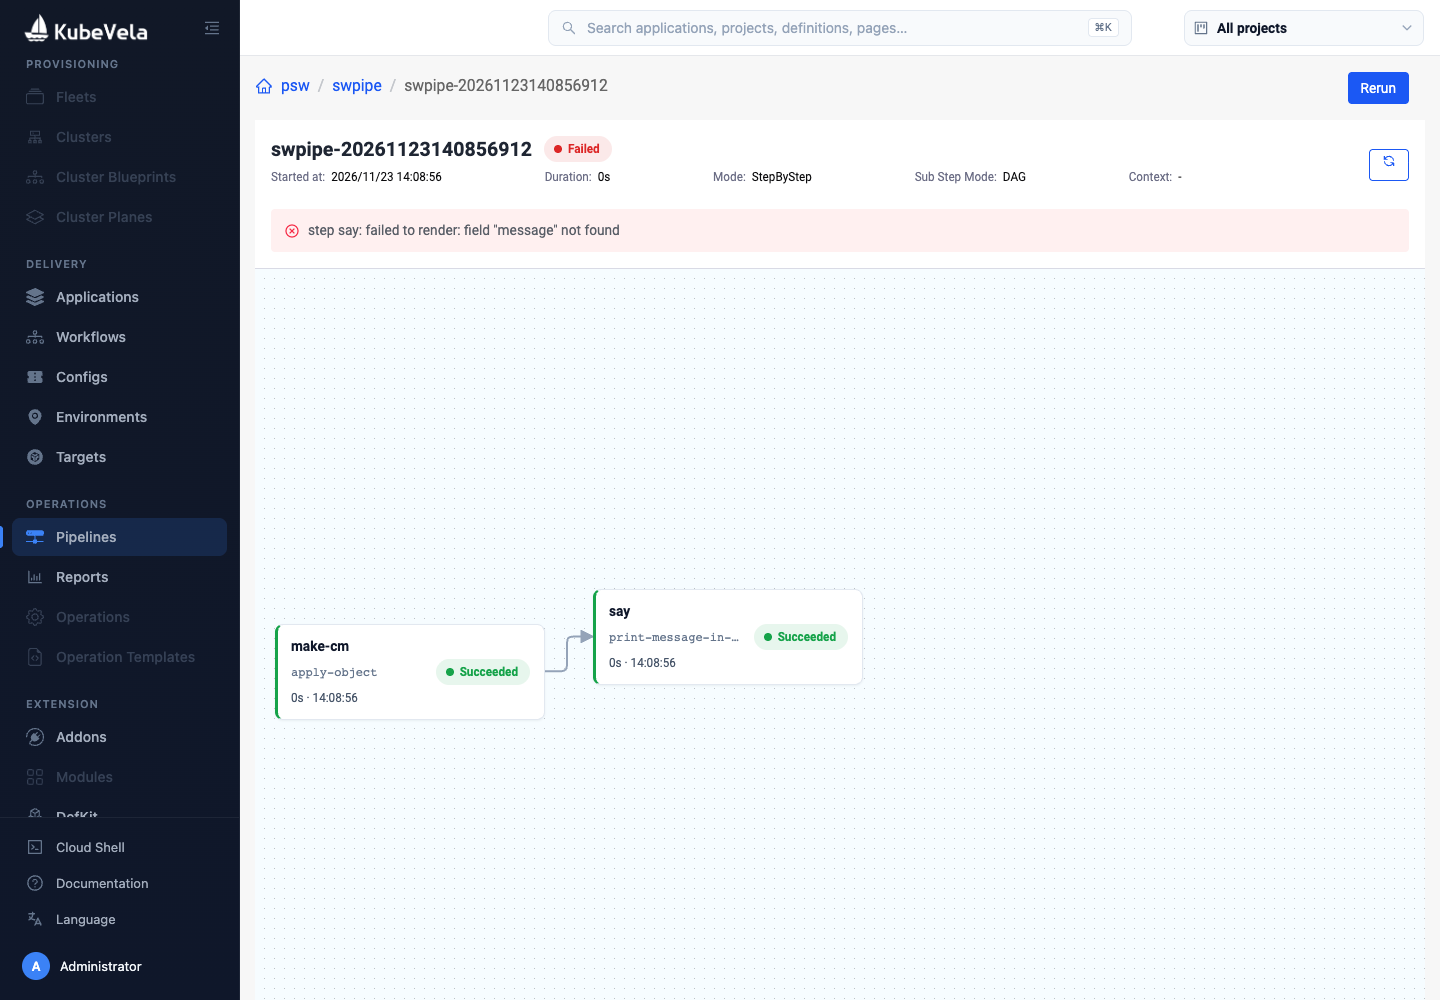 KubeVela
Search applications, projects, definitions, pages...
⌘K
All projects
PROVISIONING
Fleets
Clusters
Cluster Blueprints
Cluster Planes
DELIVERY
Applications
Workflows
Configs
Environments
Targets
OPERATIONS
Pipelines
Reports
Operations
Operation Templates
EXTENSION
Addons
Modules
DefKit
Cloud Shell
Documentation
Language
A
Administrator
psw / swpipe / swpipe-20261123140856912
Rerun
swpipe-20261123140856912
Failed
Started at: 2026/11/23 14:08:56
Duration: 0s
Mode: StepByStep
Sub Step Mode: DAG
Context: -
step say: failed to render: field "message" not found
make-cm
apply-object
Succeeded
0s · 14:08:56
say
print-message-in-…
Succeeded
0s · 14:08:56